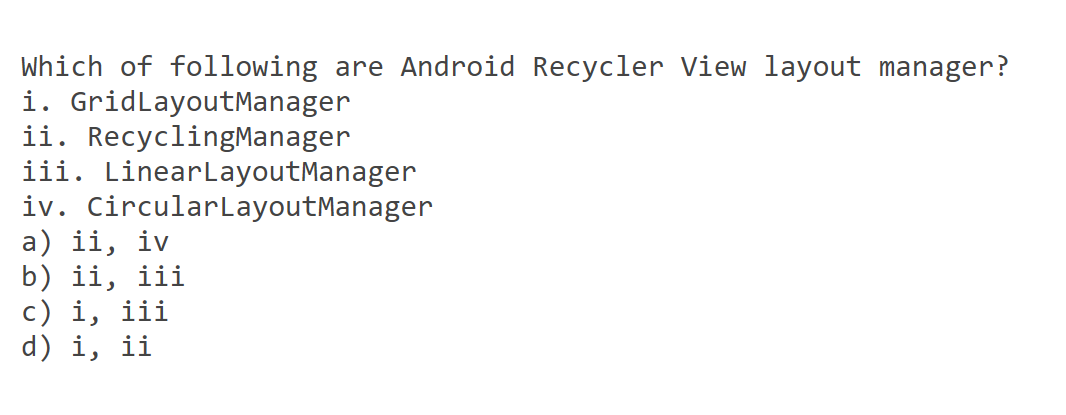 Which of following are Android Recycler View layout manager?
i. GridLayoutManager
ii. RecyclingManager
iii. LinearLayoutManager
iv. CircularLayoutManager
a) ii, iv
b) ii, iii
c) i, iii
d) i, ii